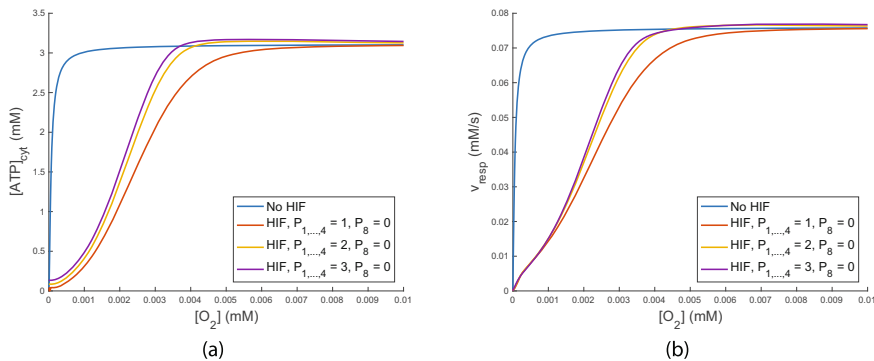 3.5
3
2.5
2
1.5
1
0.5
0
[ATP]cyt (mM)
0 0.001 0.002 0.003 0.004 0.005 0.006 0.007 0.008 0.009 0.01
[O2] (mM)
No HIF
HIF, P1,...,4 = 1, P8 = 0
HIF, P1,...,4 = 2, P8 = 0
HIF, P1,...,4 = 3, P8 = 0
(a)
0.08
0.07
0.06
0.05
0.04
0.03
0.02
0.01
0
vresp (mM/s)
0 0.001 0.002 0.003 0.004 0.005 0.006 0.007 0.008 0.009 0.01
[O2] (mM)
No HIF
HIF, P1,...,4 = 1, P8 = 0
HIF, P1,...,4 = 2, P8 = 0
HIF, P1,...,4 = 3, P8 = 0
(b)